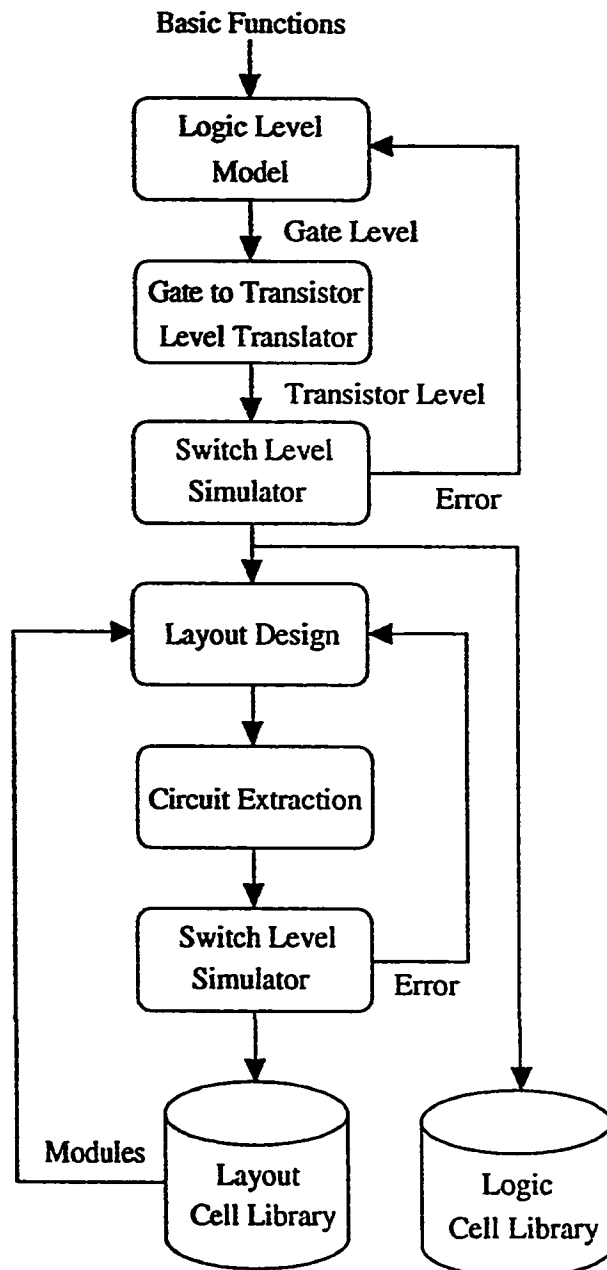 Basic Functions
Logic Level
Model
Gate Level
Gate to Transistor
Level Translator
Transistor Level
Switch Level
Simulator
Error
Layout Design
Circuit Extraction
Switch Level
Simulator
Error
Modules
Layout
Cell Library
Logic
Cell Library